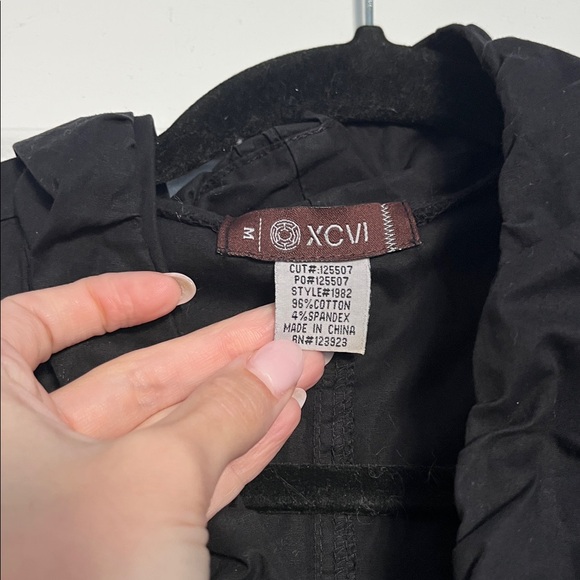 M XCVI
CUT#:125507
PO#125507
STYLE#1982
96%COTTON
4%SPANDEX
MADE IN CHINA
RN#123923